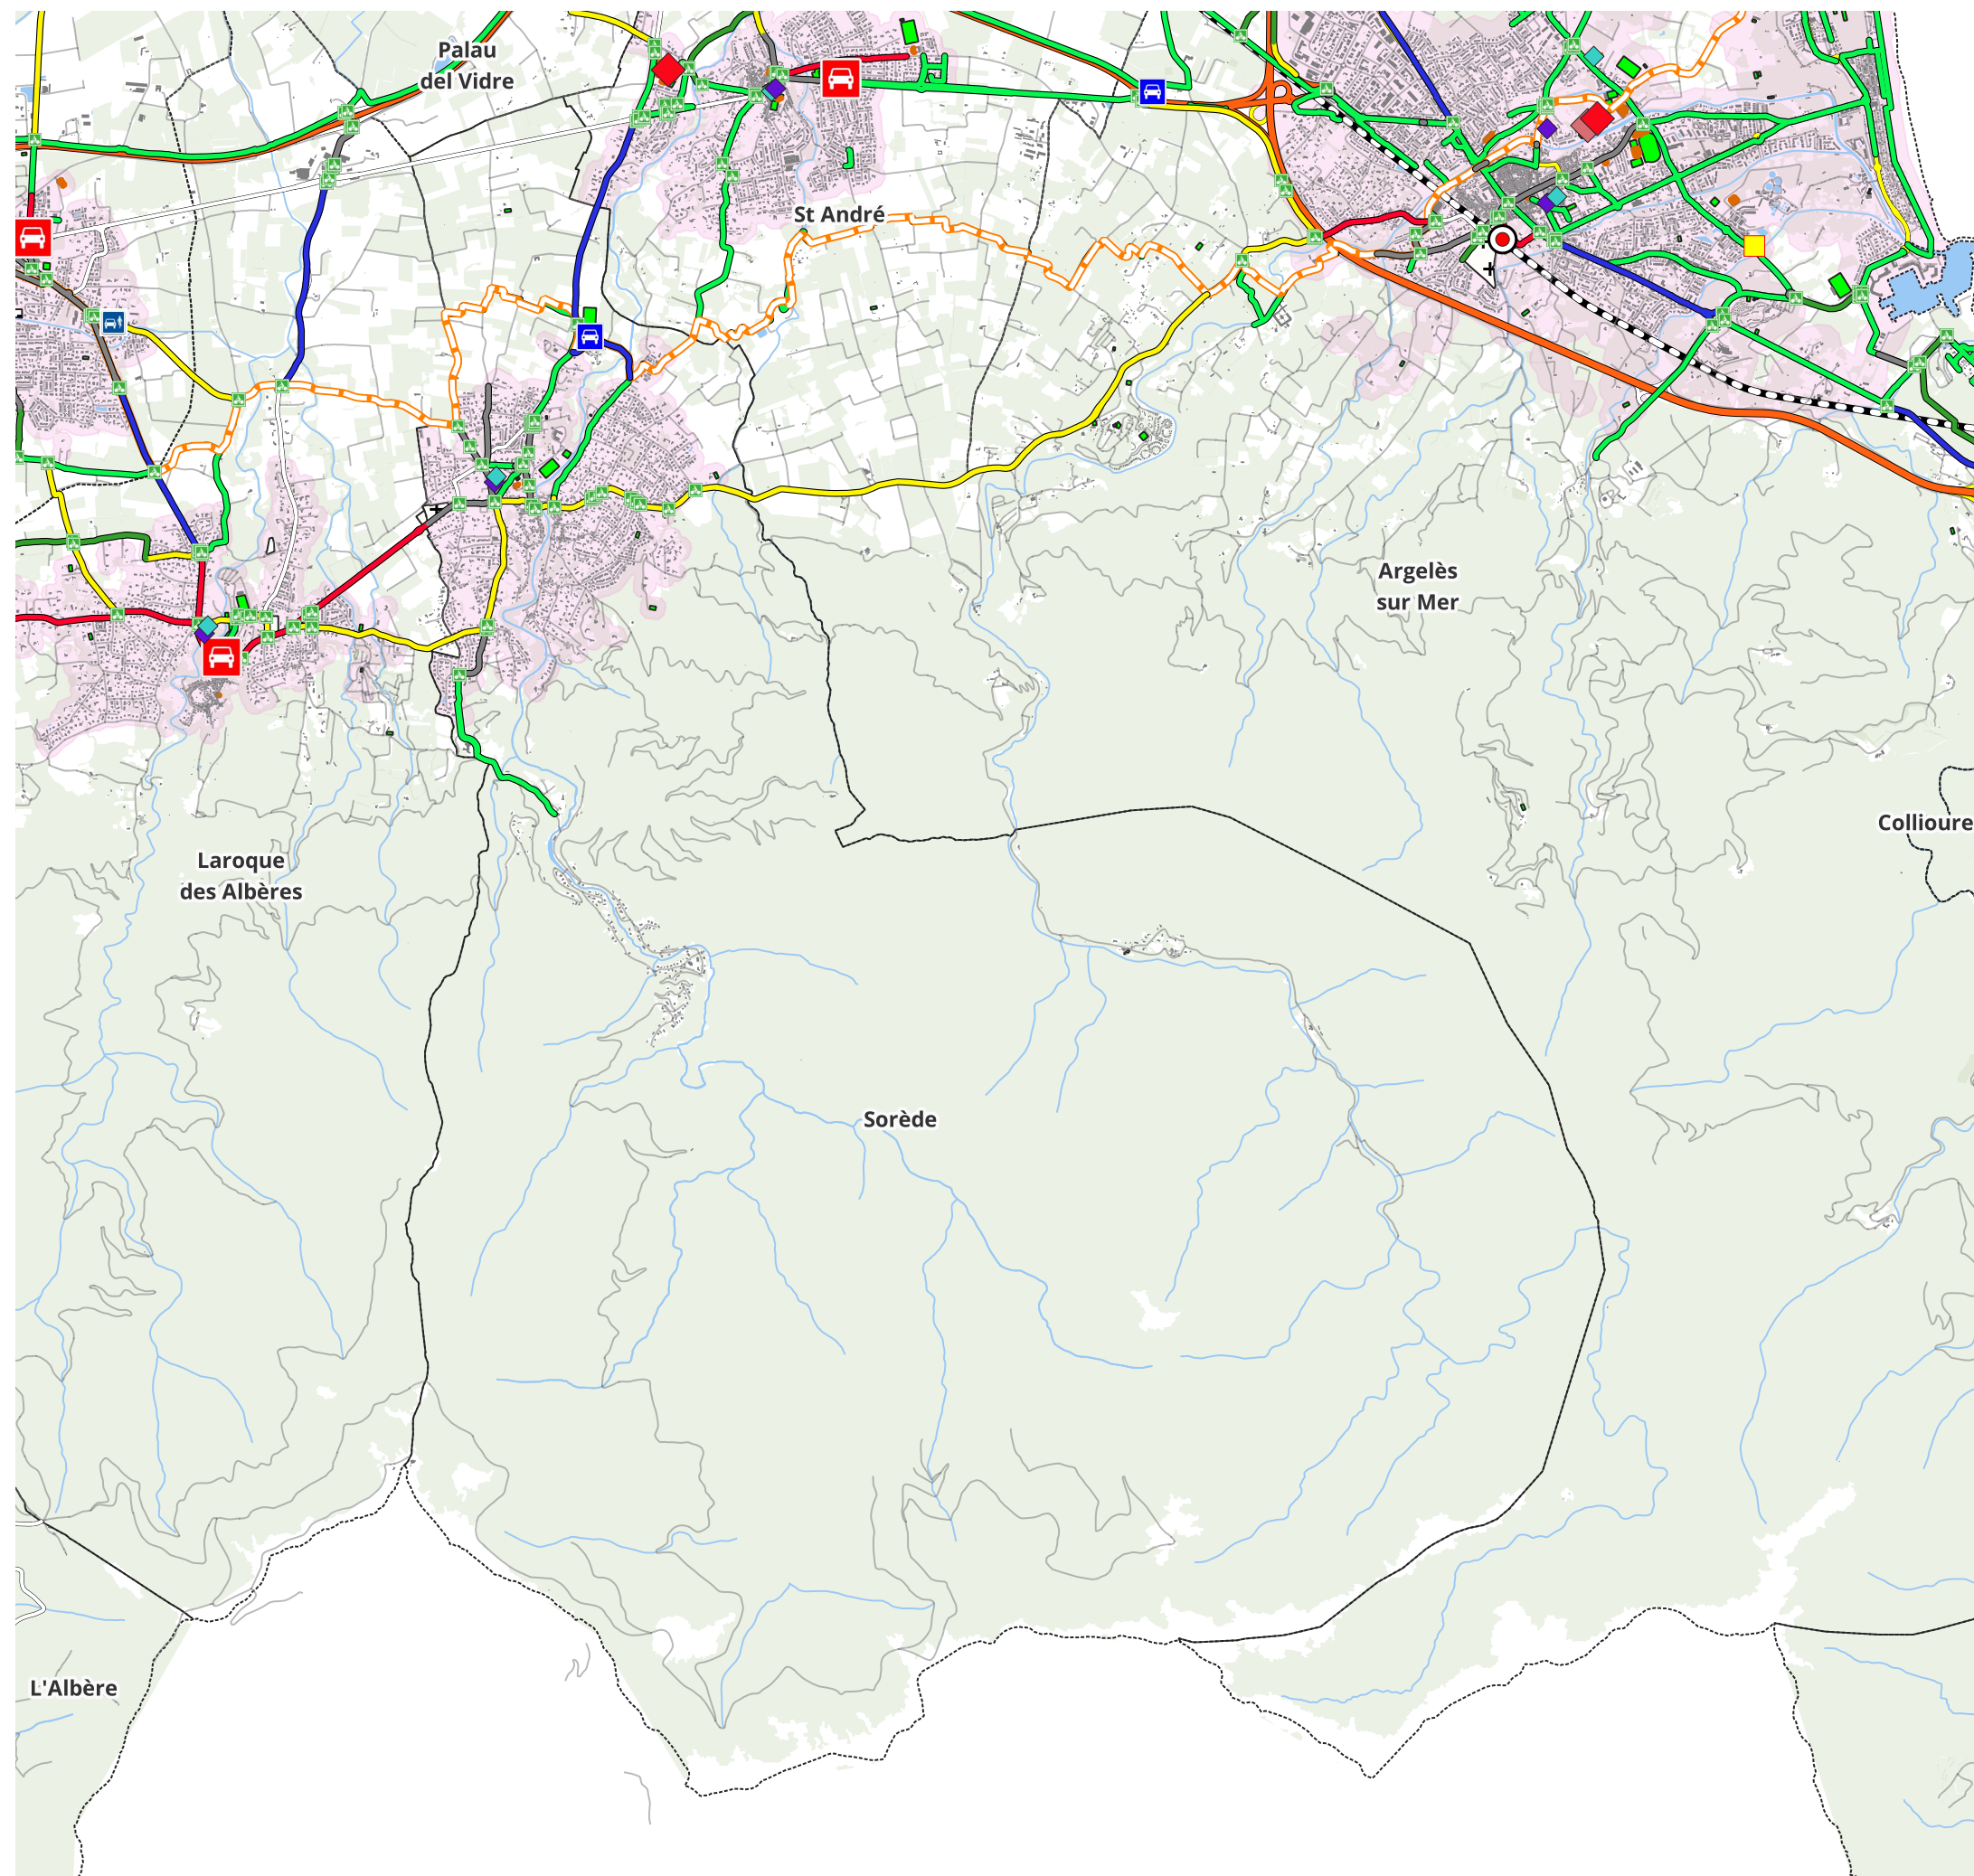 Palau
del Vidre
St André
Argelès
sur Mer
Collioure
Laroque
des Albères
Sorède
L'Albère